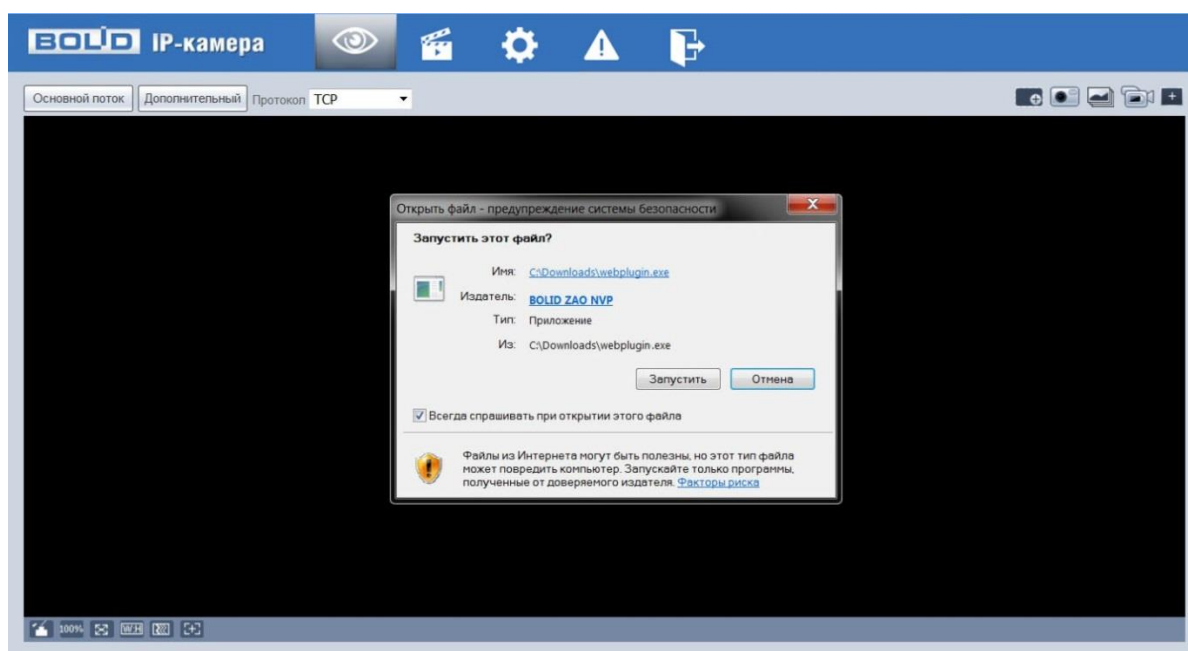 BOLID IP-камера
Основной поток Дополнительный Протокол TCP
Открыть файл - предупреждение системы безопасности
Запустить этот файл?
Имя: C:\Downloads\webplugin.exe
Издатель: BOLID ZAO NVP
Тип: Приложение
Из: C:\Downloads\webplugin.exe
Запустить Отмена
Всегда спрашивать при открытии этого файла
Файлы из Интернета могут быть полезны, но этот тип файла
может повредить компьютер. Запускайте только программы,
полученные от доверяемого издателя. Факторы риска
100% W:H